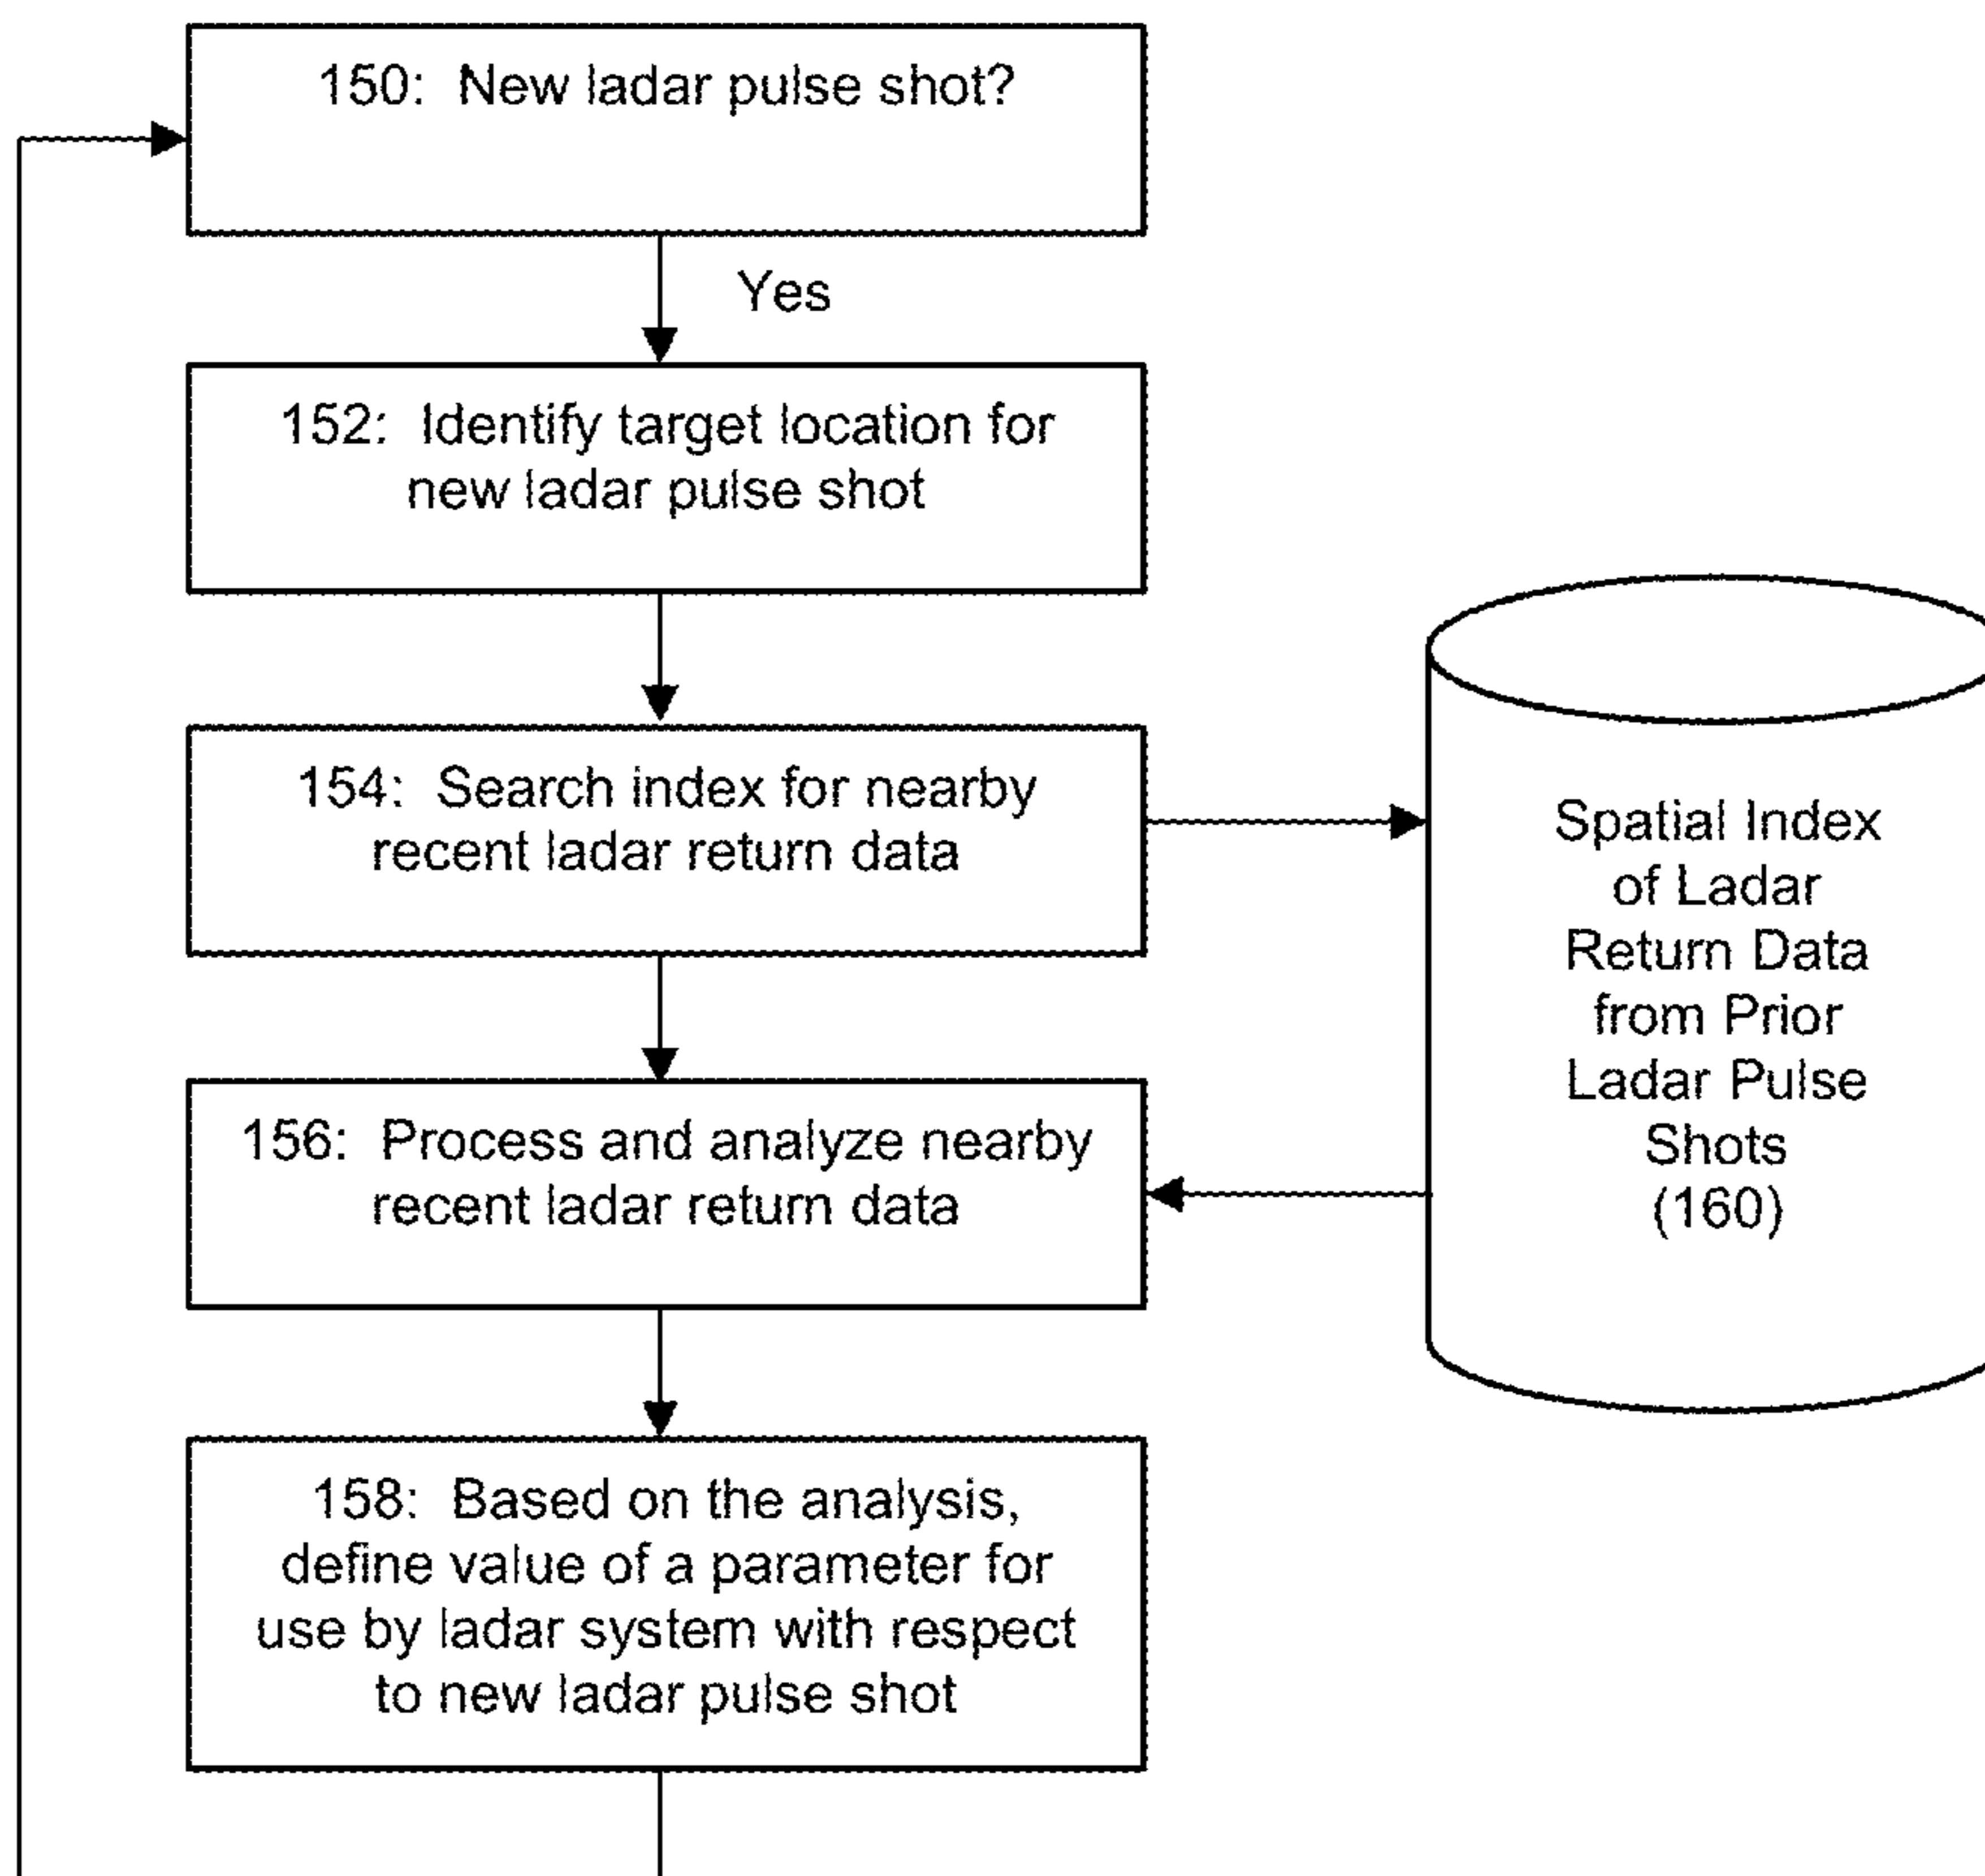 150: New ladar pulse shot?
Yes
152: Identify target location for
new ladar pulse shot
154: Search index for nearby
recent ladar return data
156: Process and analyze nearby
recent ladar return data
158: Based on the analysis,
define value of a parameter for
use by ladar system with respect
to new ladar pulse shot
Spatial Index
of Ladar
Return Data
from Prior
Ladar Pulse
Shots
(160)